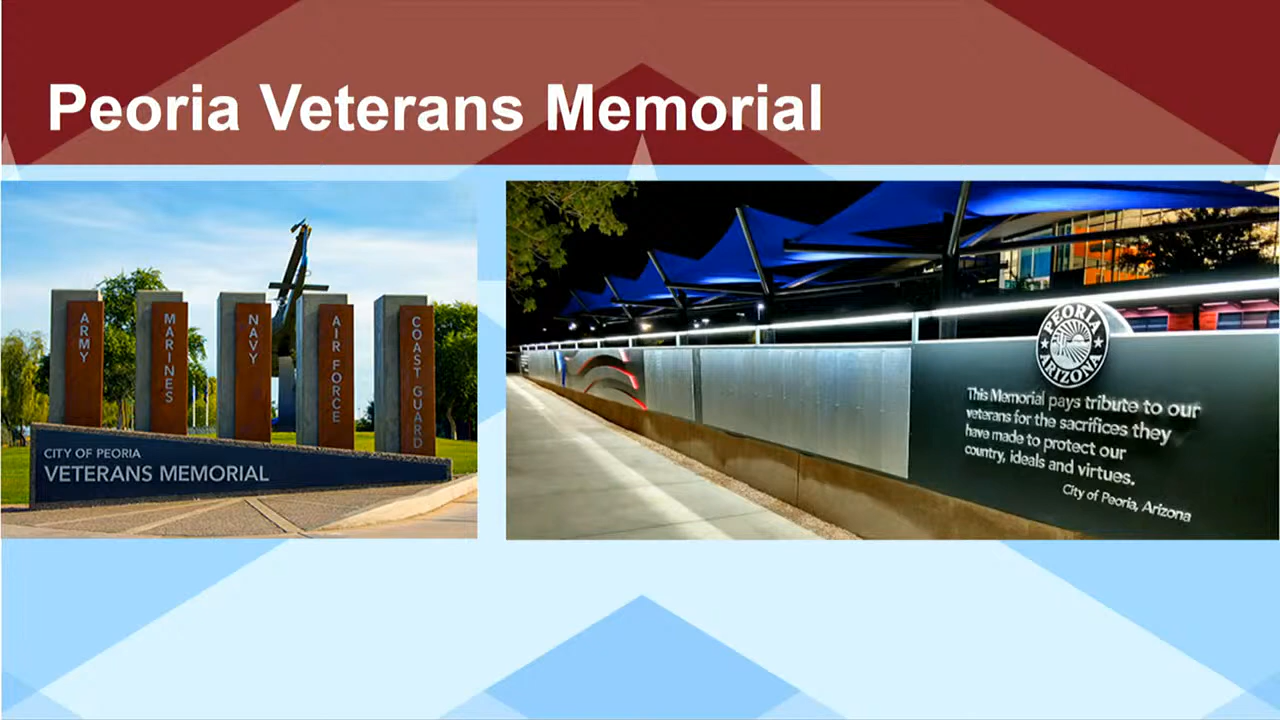 Peoria Veterans Memorial
ARMY
MARINES
NAVY
AIR FORCE
COAST GUARD
CITY OF PEORIA
VETERANS MEMORIAL
PEORIA
ARIZONA
This Memorial pays tribute to our
veterans for the sacrifices they
have made to protect our
country, ideals and virtues.
City of Peoria, Arizona